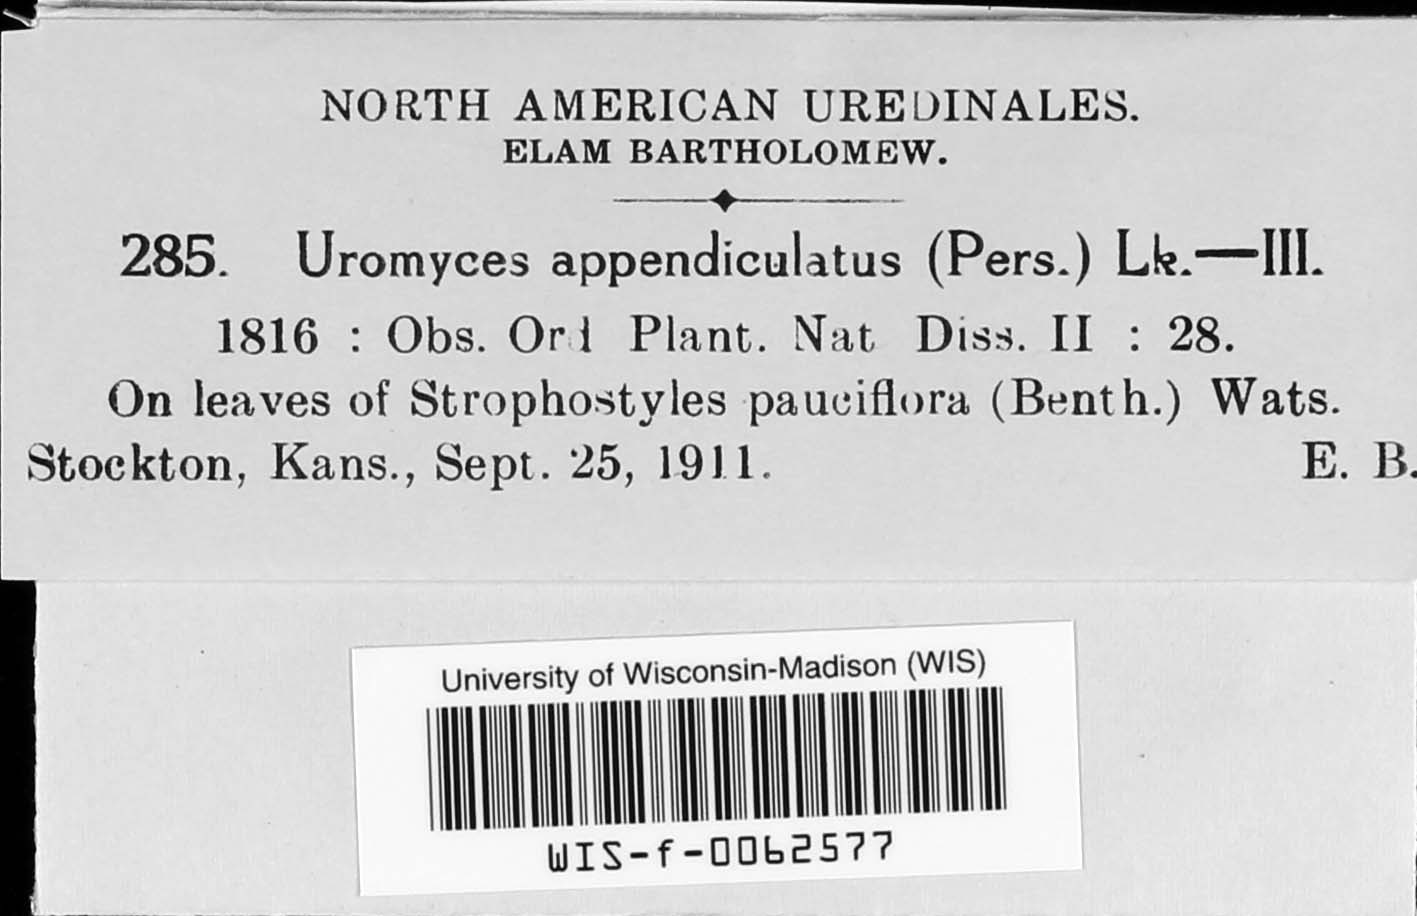 NORTH AMERICAN UREDINALES.
ELAM BARTHOLOMEW.
285. Uromyces appendiculatus (Pers.) Lk.—III.
1816 : Obs. Ord Plant. Nat Diss. II : 28.
On leaves of Strophostyles pauciflora (Benth.) Wats.
Stockton, Kans., Sept. 25, 1911. E. B.
University of Wisconsin-Madison (WIS)
WIS-f-0062577